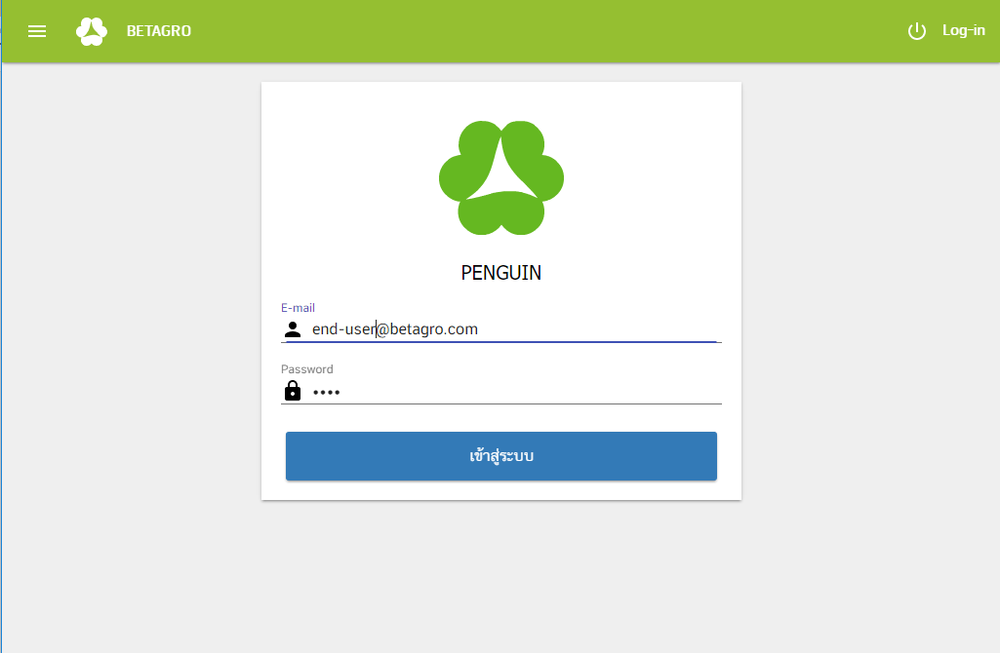 BETAGRO
Log-in
PENGUIN
E-mail
end-user@betagro.com
Password
••••
เข้าสู่ระบบ